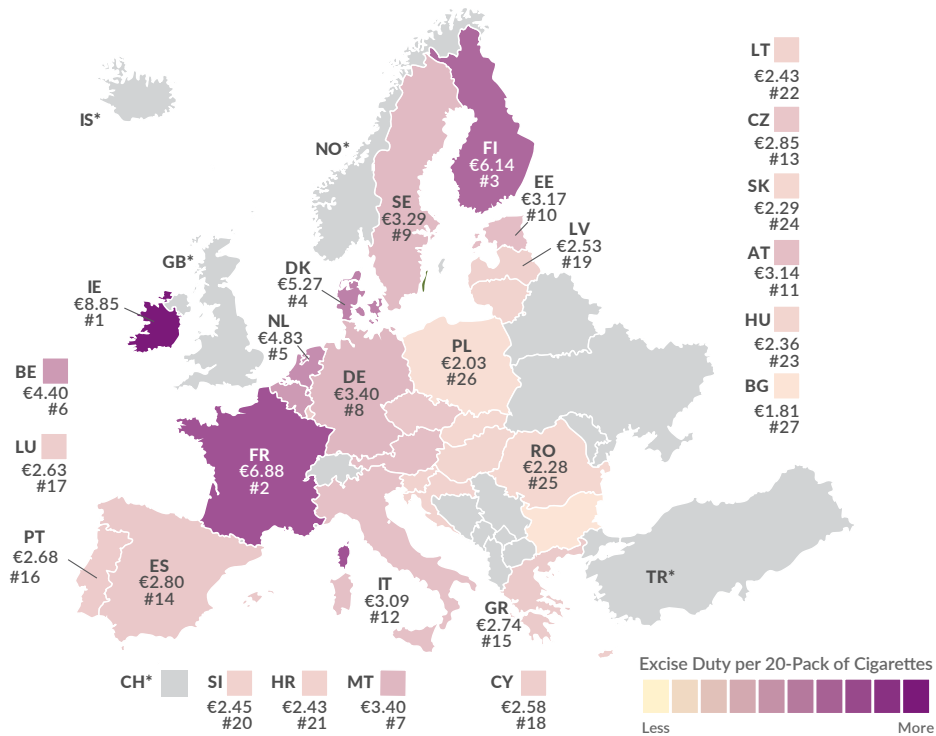 IS*
NO*
GB*
IE
€8.85
#1
FI
€6.14
#3
SE
€3.29
#9
EE
€3.17
#10
LV
€2.53
#19
DK
€5.27
#4
NL
€4.83
#5
DE
€3.40
#8
PL
€2.03
#26
BE
€4.40
#6
LU
€2.63
#17
FR
€6.88
#2
RO
€2.28
#25
PT
€2.68
#16
ES
€2.80
#14
IT
€3.09
#12
GR
€2.74
#15
TR*
LT
€2.43
#22
CZ
€2.85
#13
SK
€2.29
#24
AT
€3.14
#11
HU
€2.36
#23
BG
€1.81
#27
CH*
SI
€2.45
#20
HR
€2.43
#21
MT
€3.40
#7
CY
€2.58
#18
Excise Duty per 20-Pack of Cigarettes
Less
More